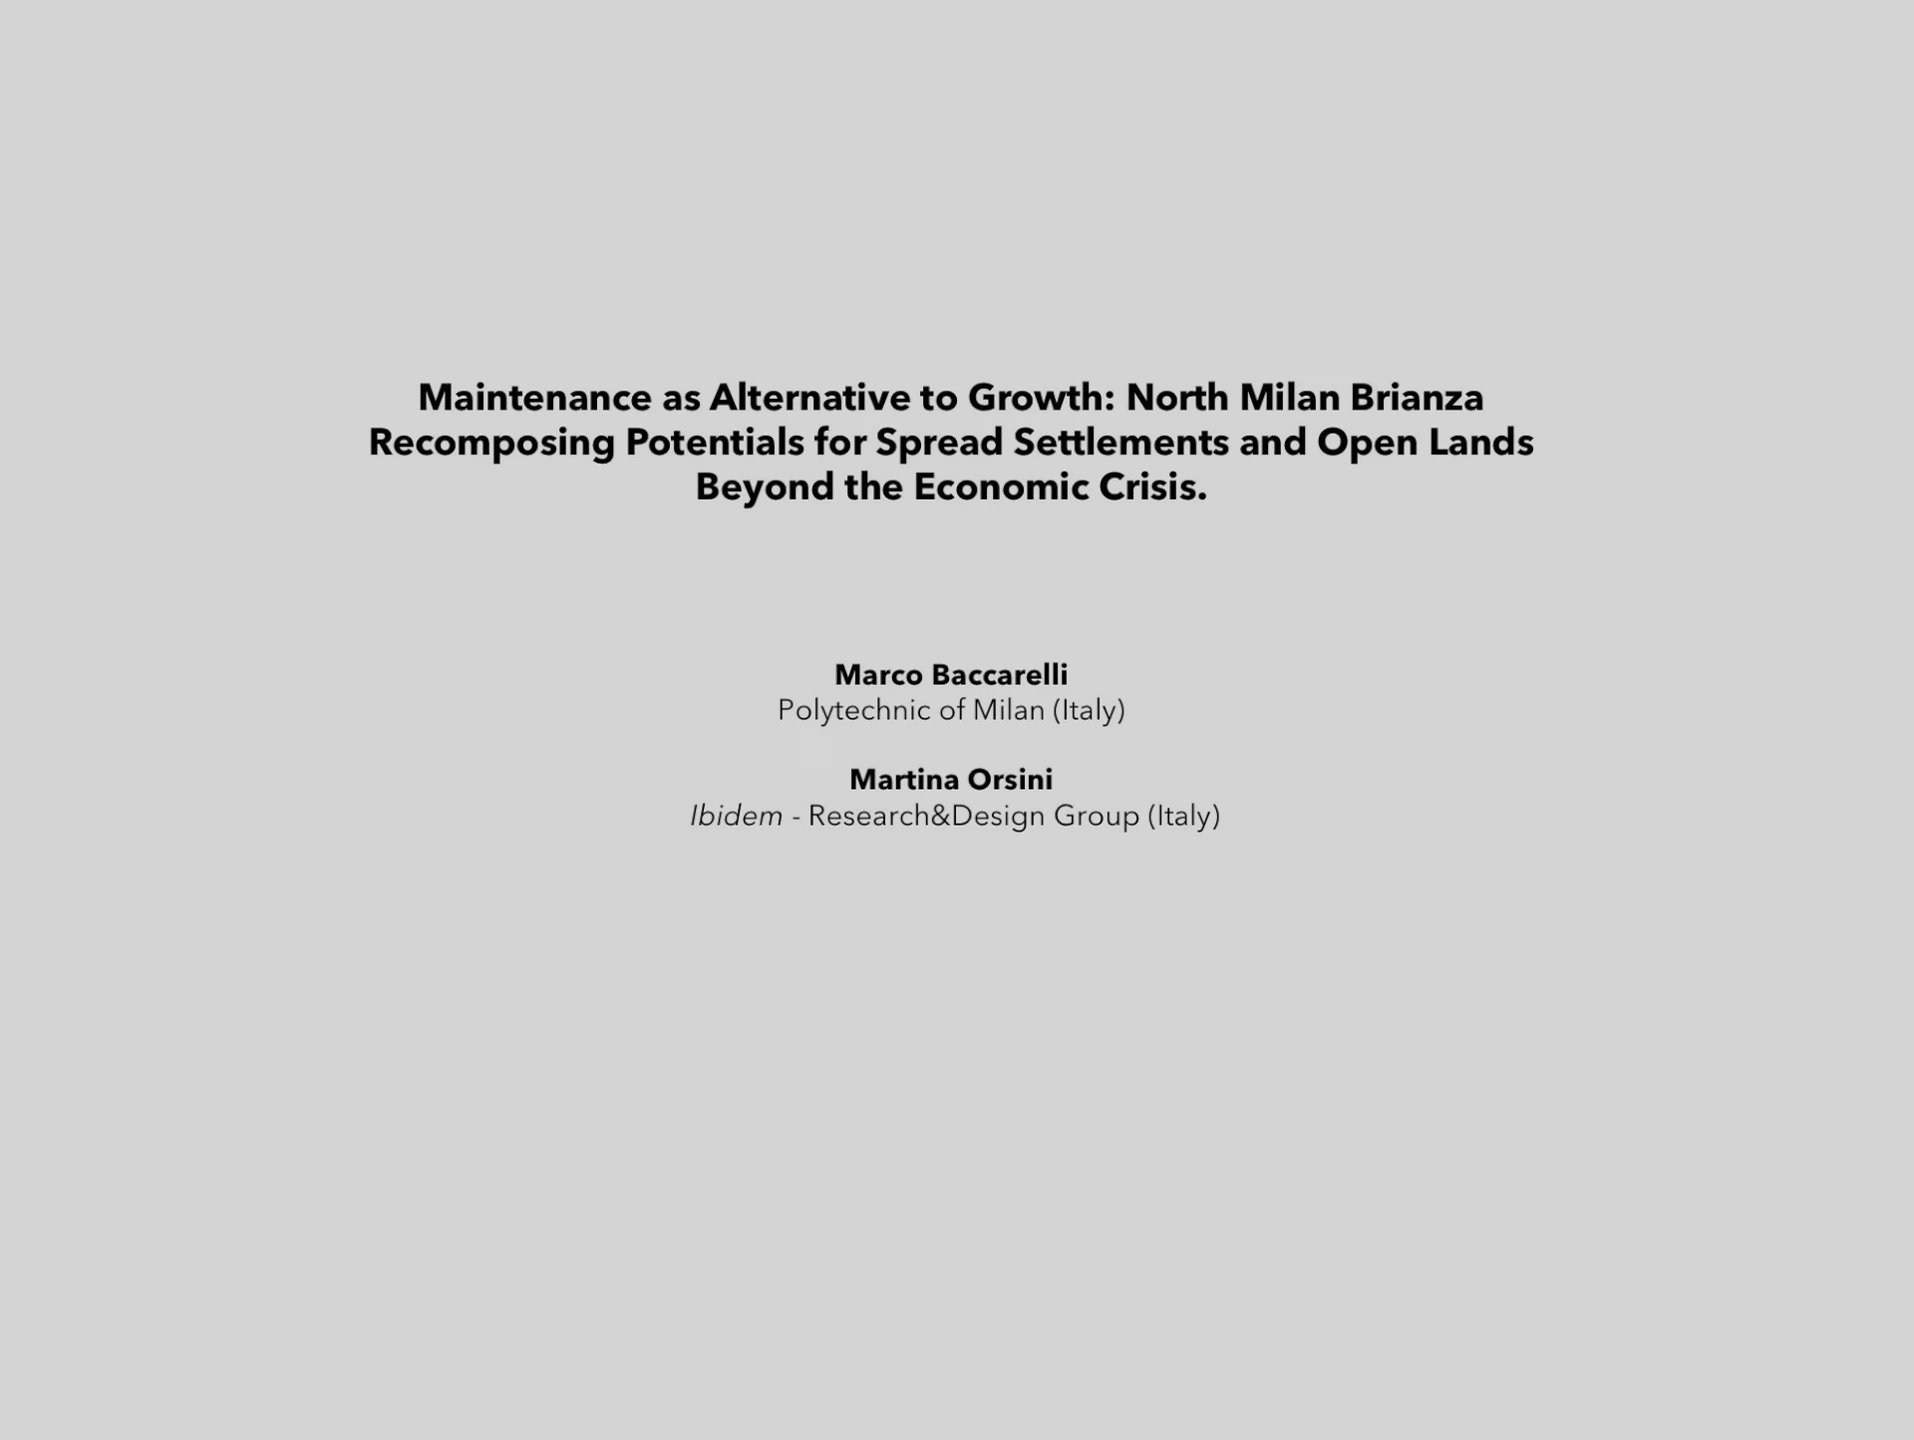 Maintenance as Alternative to Growth: North Milan Brianza
Recomposing Potentials for Spread Settlements and Open Lands
Beyond the Economic Crisis.
Marco Baccarelli
Polytechnic of Milan (Italy)
Martina Orsini
Ibidem - Research&Design Group (Italy)